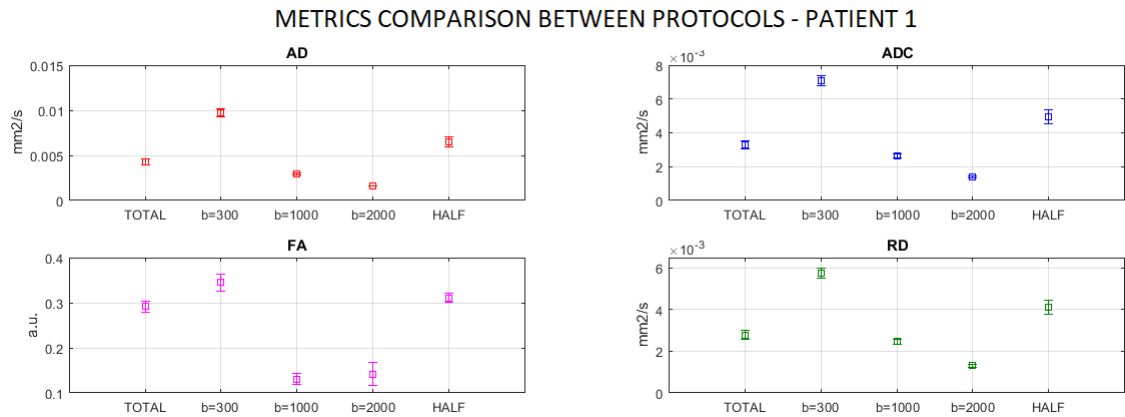 METRICS COMPARISON BETWEEN PROTOCOLS - PATIENT 1
AD
0.015
0.01
0.005
0
mm2/s
TOTAL b=300 b=1000 b=2000 HALF
ADC
×10-3
8
6
4
2
0
mm2/s
TOTAL b=300 b=1000 b=2000 HALF
FA
0.4
0.3
0.2
0.1
a.u.
TOTAL b=300 b=1000 b=2000 HALF
RD
×10-3
6
4
2
0
mm2/s
TOTAL b=300 b=1000 b=2000 HALF